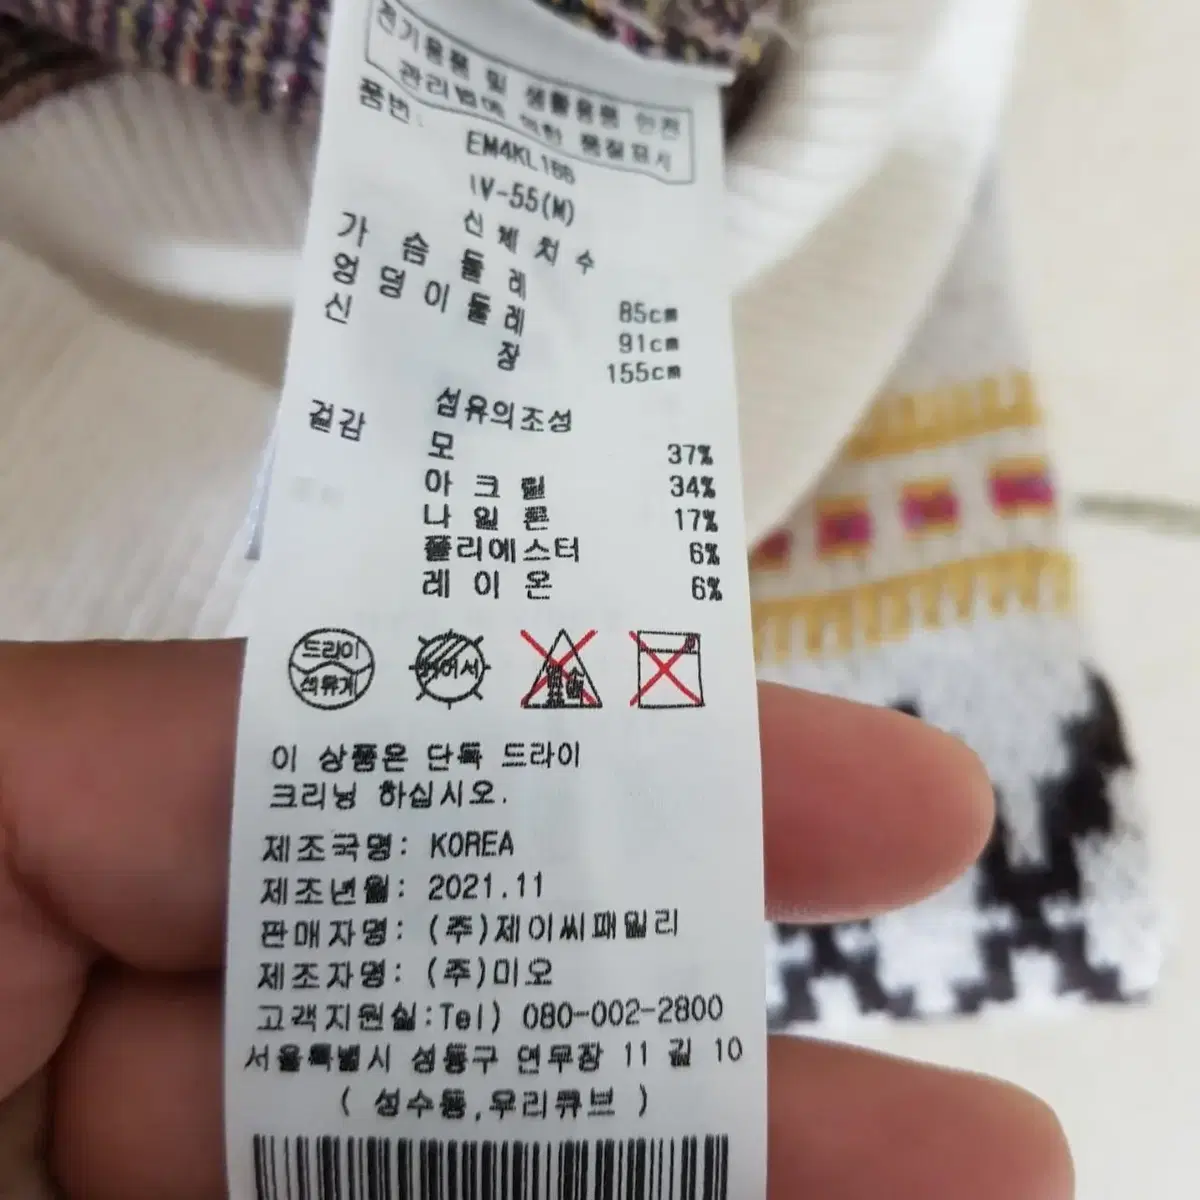 전기용품 및 생활용품 안전
관리법에 의한 품질표시
품번:
EM4KL186
IV-55(M)
신체치수
가슴둘레 85cm
엉덩이둘레 91cm
신장 155cm
섬유의조성
겉감 모 37%
아크릴 34%
나일론 17%
폴리에스터 6%
레이온 6%
드라이
석유계
뉘어서
이 상품은 단독 드라이
크리닝 하십시오.
제조국명: KOREA
제조년월: 2021.11
판매자명: (주)제이씨패밀리
제조자명: (주)미오
고객지원실:Tel) 080-002-2800
서울특별시 성동구 연무장 11 길 10
( 성수동,우리큐브 )